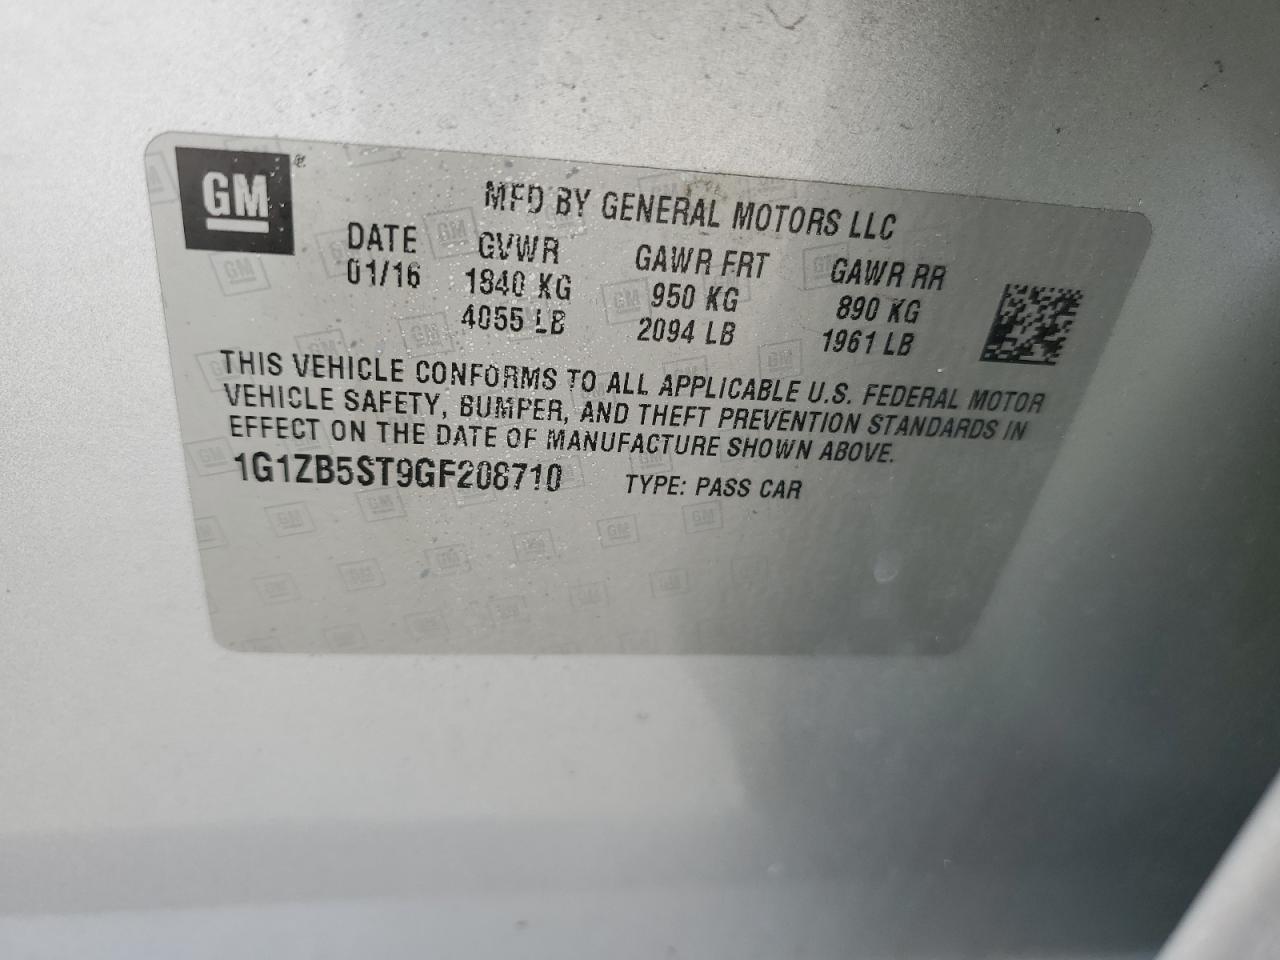 GM
MFD BY GENERAL MOTORS LLC
DATE GVWR GAWR FRT GAWR RR
01/16 1840 KG 950 KG 890 KG
4055 LB 2094 LB 1961 LB
THIS VEHICLE CONFORMS TO ALL APPLICABLE U.S. FEDERAL MOTOR
VEHICLE SAFETY, BUMPER, AND THEFT PREVENTION STANDARDS IN
EFFECT ON THE DATE OF MANUFACTURE SHOWN ABOVE.
1G1ZB5ST9GF208710 TYPE: PASS CAR